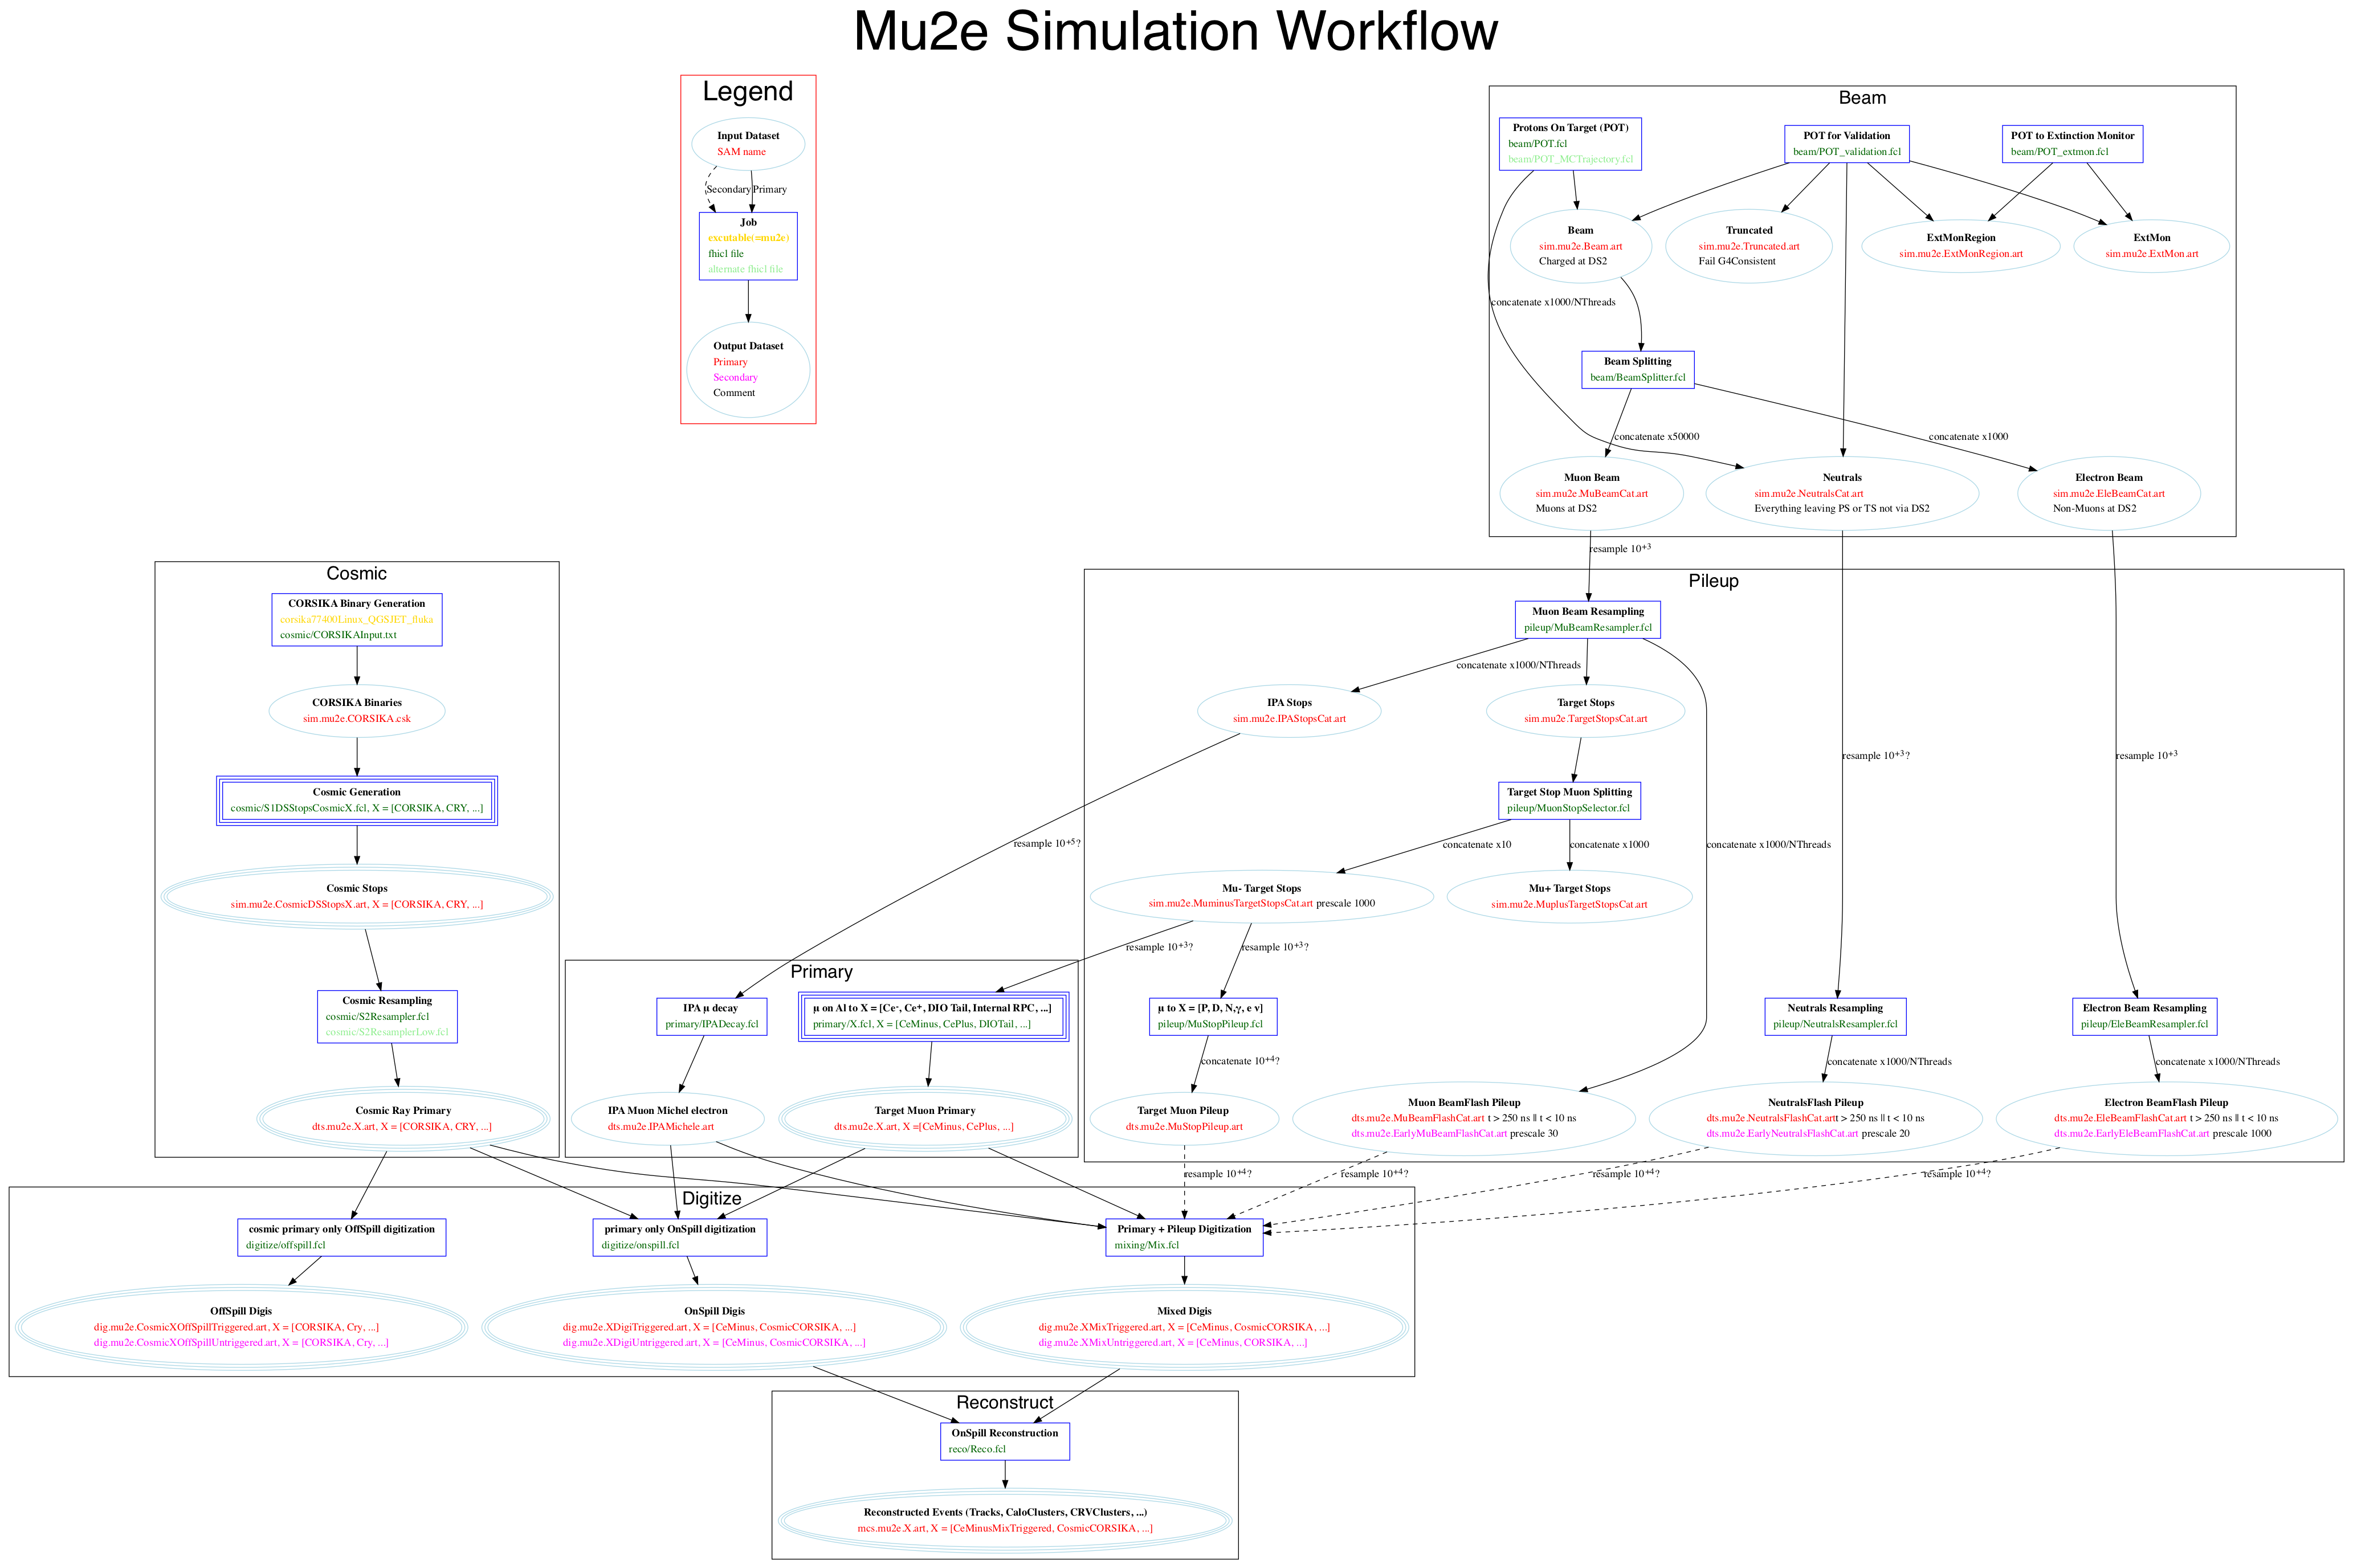 Mu2e Simulation Workflow
Legend
Input Dataset
SAM name
Secondary
Primary
Job
excutable(=mu2e)
fhicl file
alternate fhicl file
Output Dataset
Primary
Secondary
Comment
Beam
Protons On Target (POT)
beam/POT.fcl
beam/POT_MCTrajectory.fcl
POT for Validation
beam/POT_validation.fcl
POT to Extinction Monitor
beam/POT_extmon.fcl
Beam
sim.mu2e.Beam.art
Charged at DS2
Truncated
sim.mu2e.Truncated.art
Fail G4Consistent
ExtMonRegion
sim.mu2e.ExtMonRegion.art
ExtMon
sim.mu2e.ExtMon.art
concatenate x1000/NThreads
Beam Splitting
beam/BeamSplitter.fcl
concatenate x50000
concatenate x1000
Muon Beam
sim.mu2e.MuBeamCat.art
Muons at DS2
Neutrals
sim.mu2e.NeutralsCat.art
Everything leaving PS or TS not via DS2
Electron Beam
sim.mu2e.EleBeamCat.art
Non-Muons at DS2
resample 10+3
Cosmic
CORSIKA Binary Generation
corsika77400Linux_QGSJET_fluka
cosmic/CORSIKAInput.txt
CORSIKA Binaries
sim.mu2e.CORSIKA.csk
Cosmic Generation
cosmic/S1DSStopsCosmicX.fcl, X = [CORSIKA, CRY, ...]
Cosmic Stops
sim.mu2e.CosmicDSStopsX.art, X = [CORSIKA, CRY, ...]
Cosmic Resampling
cosmic/S2Resampler.fcl
cosmic/S2ResamplerLow.fcl
Cosmic Ray Primary
dts.mu2e.X.art, X = [CORSIKA, CRY, ...]
Pileup
Muon Beam Resampling
pileup/MuBeamResampler.fcl
concatenate x1000/NThreads
IPA Stops
sim.mu2e.IPAStopsCat.art
Target Stops
sim.mu2e.TargetStopsCat.art
resample 10+3?
resample 10+3
Target Stop Muon Splitting
pileup/MuonStopSelector.fcl
resample 10+5?
concatenate x10
concatenate x1000
concatenate x1000/NThreads
Mu- Target Stops
sim.mu2e.MuminusTargetStopsCat.art prescale 1000
Mu+ Target Stops
sim.mu2e.MuplusTargetStopsCat.art
resample 10+3?
resample 10+3?
Primary
IPA μ decay
primary/IPADecay.fcl
μ on Al to X = [Ce-, Ce+, DIO Tail, Internal RPC, ...]
primary/X.fcl, X = [CeMinus, CePlus, DIOTail, ...]
μ to X = [P, D, N,γ, e ν]
pileup/MuStopPileup.fcl
Neutrals Resampling
pileup/NeutralsResampler.fcl
Electron Beam Resampling
pileup/EleBeamResampler.fcl
concatenate 10+4?
concatenate x1000/NThreads
concatenate x1000/NThreads
IPA Muon Michel electron
dts.mu2e.IPAMichele.art
Target Muon Primary
dts.mu2e.X.art, X =[CeMinus, CePlus, ...]
Target Muon Pileup
dts.mu2e.MuStopPileup.art
Muon BeamFlash Pileup
dts.mu2e.MuBeamFlashCat.art t > 250 ns || t < 10 ns
dts.mu2e.EarlyMuBeamFlashCat.art prescale 30
NeutralsFlash Pileup
dts.mu2e.NeutralsFlashCat.artt > 250 ns || t < 10 ns
dts.mu2e.EarlyNeutralsFlashCat.art prescale 20
Electron BeamFlash Pileup
dts.mu2e.EleBeamFlashCat.art t > 250 ns || t < 10 ns
dts.mu2e.EarlyEleBeamFlashCat.art prescale 1000
resample 10+4?
resample 10+4?
resample 10+4?
resample 10+4?
Digitize
cosmic primary only OffSpill digitization
digitize/offspill.fcl
primary only OnSpill digitization
digitize/onspill.fcl
Primary + Pileup Digitization
mixing/Mix.fcl
OffSpill Digis
dig.mu2e.CosmicXOffSpillTriggered.art, X = [CORSIKA, Cry, ...]
dig.mu2e.CosmicXOffSpillUntriggered.art, X = [CORSIKA, Cry, ...]
OnSpill Digis
dig.mu2e.XDigiTriggered.art, X = [CeMinus, CosmicCORSIKA, ...]
dig.mu2e.XDigiUntriggered.art, X = [CeMinus, CosmicCORSIKA, ...]
Mixed Digis
dig.mu2e.XMixTriggered.art, X = [CeMinus, CosmicCORSIKA, ...]
dig.mu2e.XMixUntriggered.art, X = [CeMinus, CORSIKA, ...]
Reconstruct
OnSpill Reconstruction
reco/Reco.fcl
Reconstructed Events (Tracks, CaloClusters, CRVClusters, ...)
mcs.mu2e.X.art, X = [CeMinusMixTriggered, CosmicCORSIKA, ...]